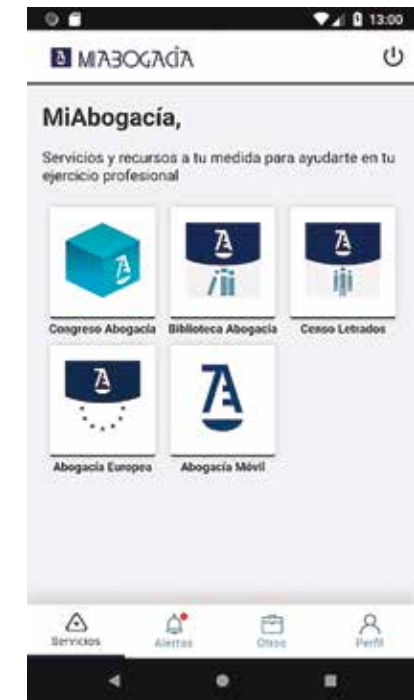 13:00
MIABOGACÍA
MiAbogacía,
Servicios y recursos a tu medida para ayudarte en tu
ejercicio profesional
Congreso Abogacía
Biblioteca Abogacía
Censo Letrados
Abogacía Europea
Abogacía Móvil
Servicios
Alertas
Otros
Perfil